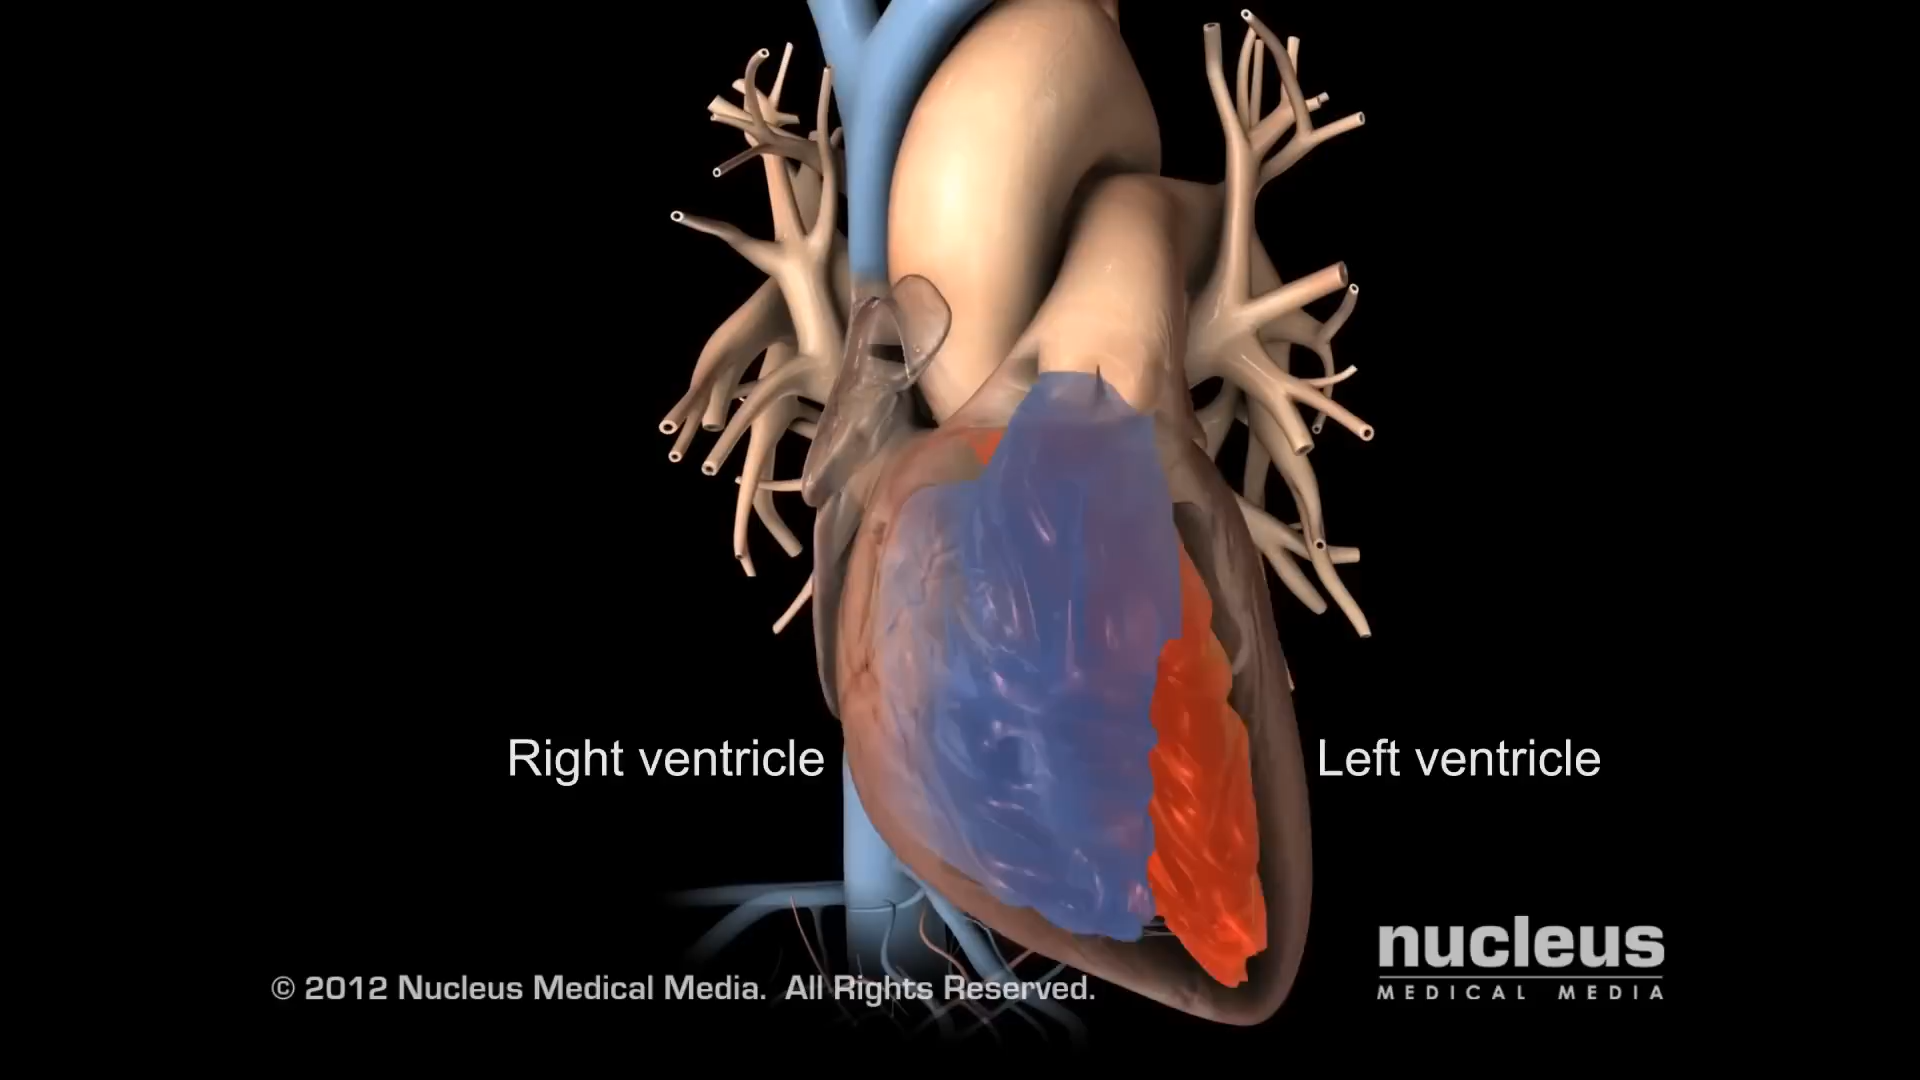 Right ventricle
Left ventricle
nucleus
MEDICAL MEDIA
© 2012 Nucleus Medical Media. All Rights Reserved.